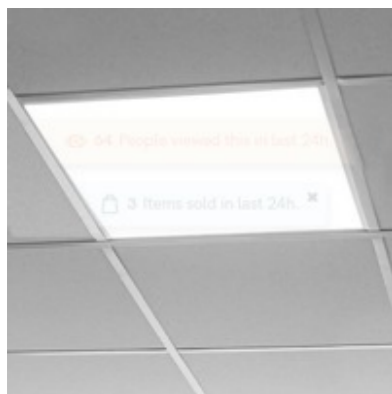 64 People viewed this in last 24h.
3 Items sold in last 24h. ×